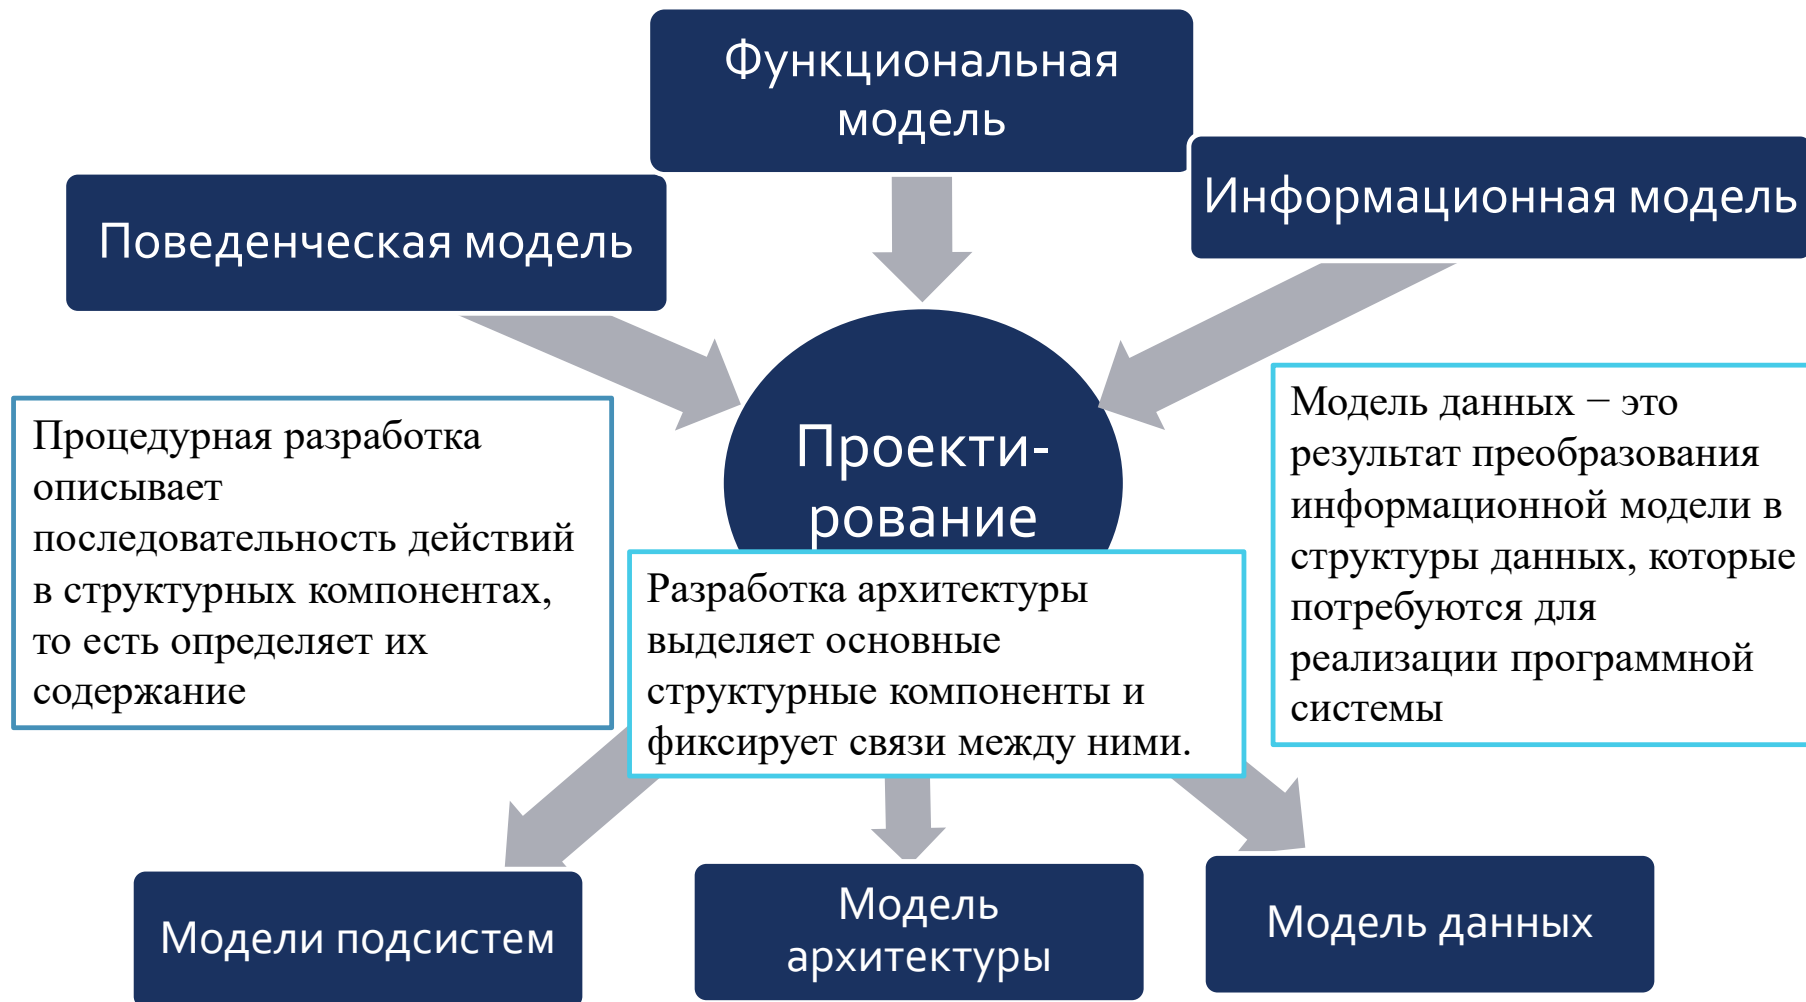 Функциональная
модель
Поведенческая модель
Информационная модель
Проекти-
рование
Процедурная разработка
описывает
последовательность действий
в структурных компонентах,
то есть определяет их
содержание
Разработка архитектуры
выделяет основные
структурные компоненты и
фиксирует связи между ними.
Модель данных − это
результат преобразования
информационной модели в
структуры данных, которые
потребуются для
реализации программной
системы
Модели подсистем
Модель
архитектуры
Модель данных